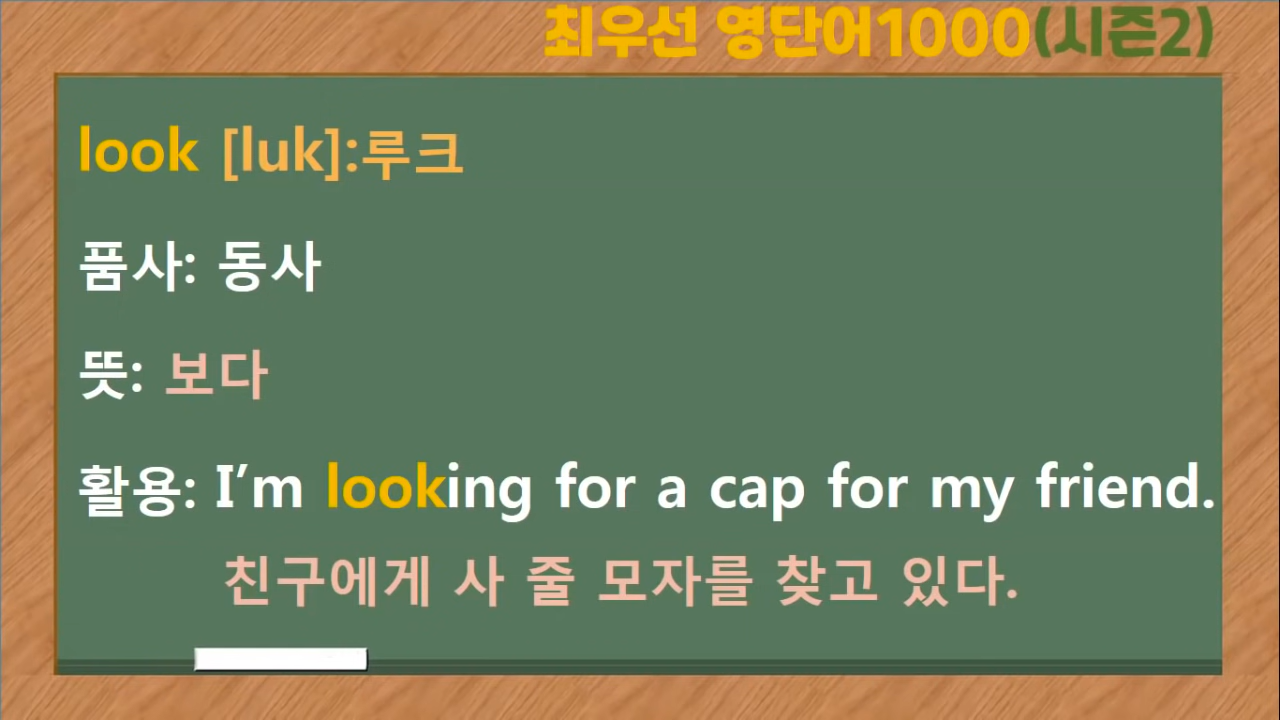 최우선 영단어1000(시즌2)
look [luk]:루크
품사: 동사
뜻: 보다
활용: I’m looking for a cap for my friend.
친구에게 사 줄 모자를 찾고 있다.